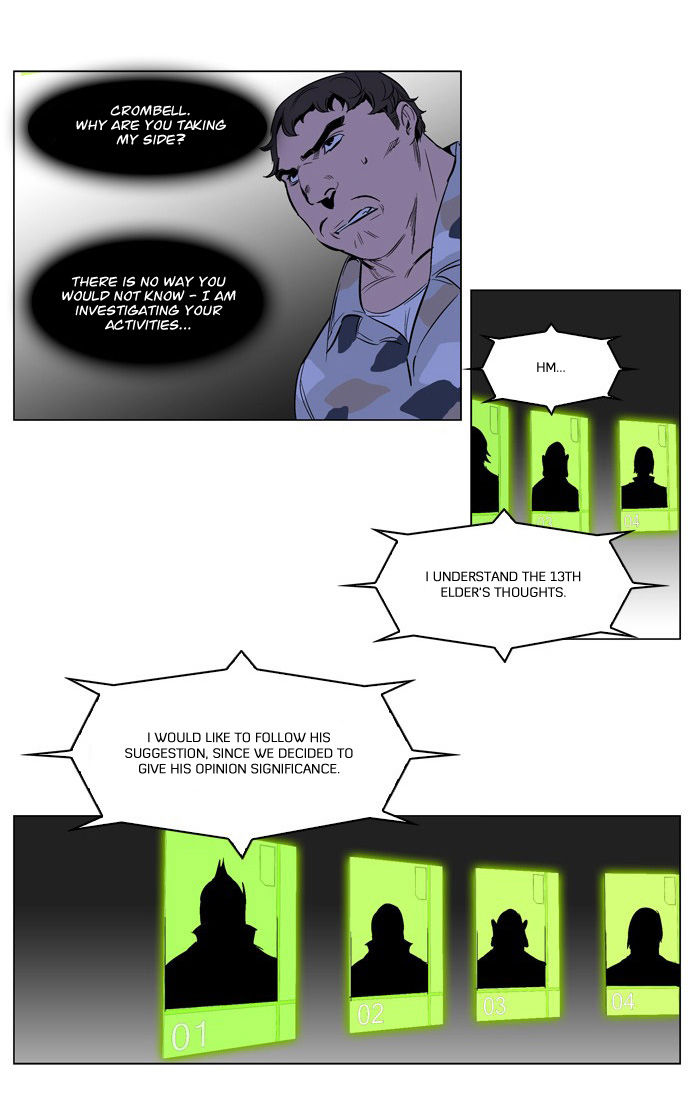 CROMBELL.
WHY ARE YOU TAKING
MY SIDE?
THERE IS NO WAY YOU
WOULD NOT KNOW - I AM
INVESTIGATING YOUR
ACTIVITIES...
HM...
03
04
I UNDERSTAND THE 13TH
ELDER'S THOUGHTS.
I WOULD LIKE TO FOLLOW HIS
SUGGESTION, SINCE WE DECIDED TO
GIVE HIS OPINION SIGNIFICANCE.
01
02
03
04